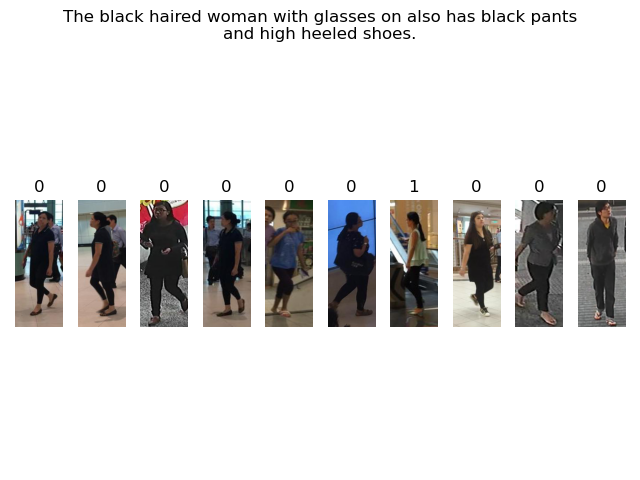 The black haired woman with glasses on also has black pants
and high heeled shoes.
0 0 0 0 0 0 1 0 0 0